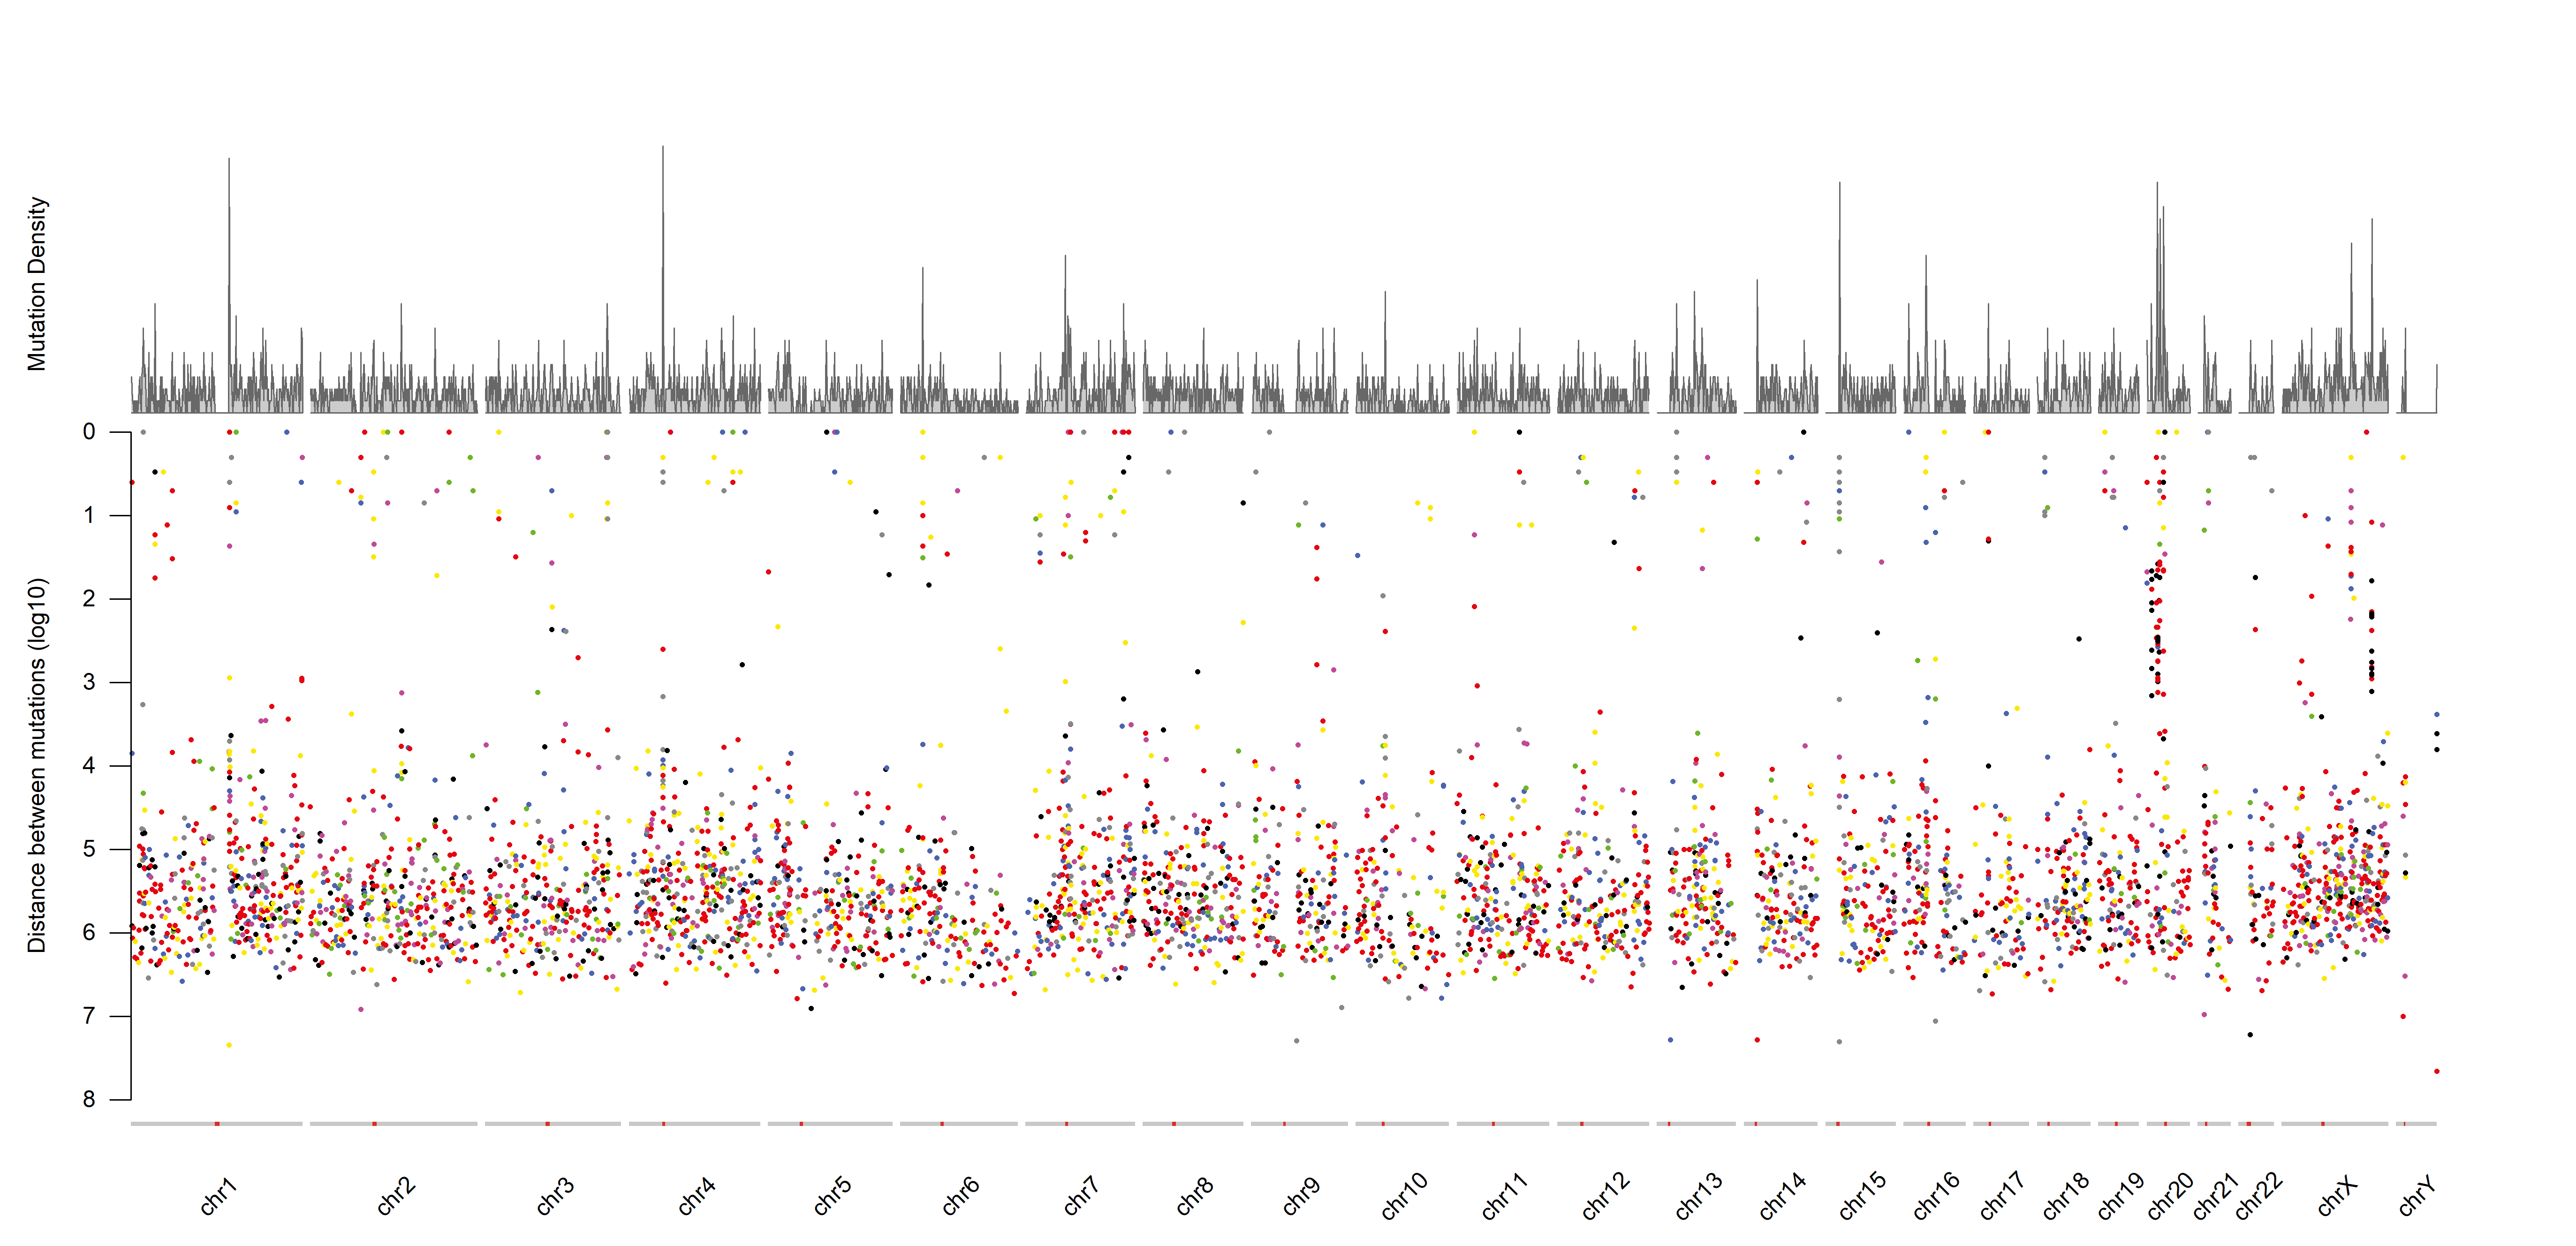 Mutation Density
Distance between mutations (log10)
0
1
2
3
4
5
6
7
8
chr1
chr2
chr3
chr4
chr5
chr6
chr7
chr8
chr9
chr10
chr11
chr12
chr13
chr14
chr15
chr16
chr17
chr18
chr19
chr20
chr21
chr22
chrX
chrY